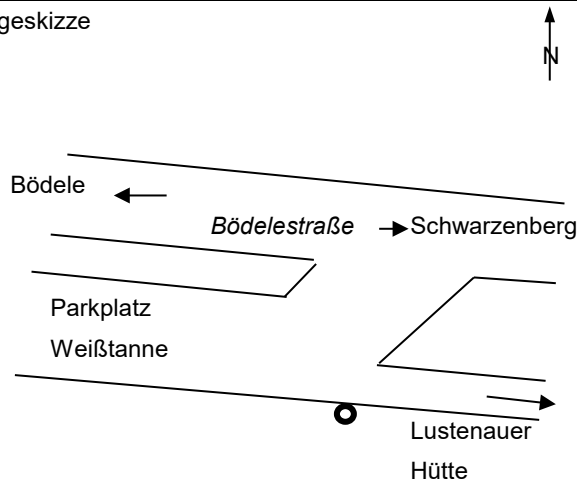 geskizze
N
Bödele
Bödelestraße
Schwarzenberg
Parkplatz
Weißtanne
Lustenauer
Hütte